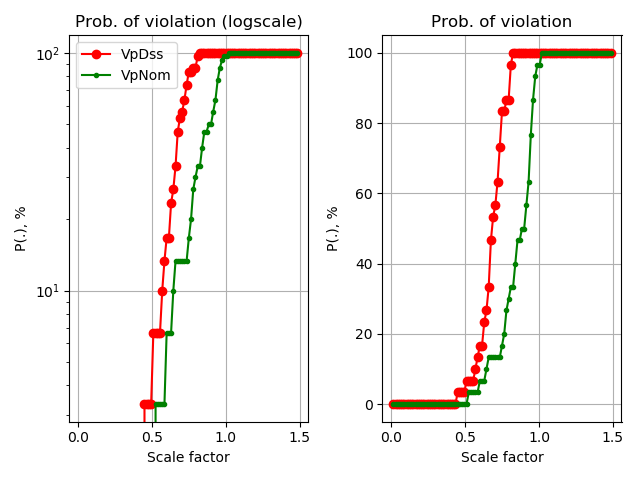 Prob. of violation (logscale)
VpDss
VpNom
10²
10¹
P(.), %
0.0 0.5 1.0 1.5
Scale factor
Prob. of violation
100
80
60
40
20
0
P(.), %
0.0 0.5 1.0 1.5
Scale factor